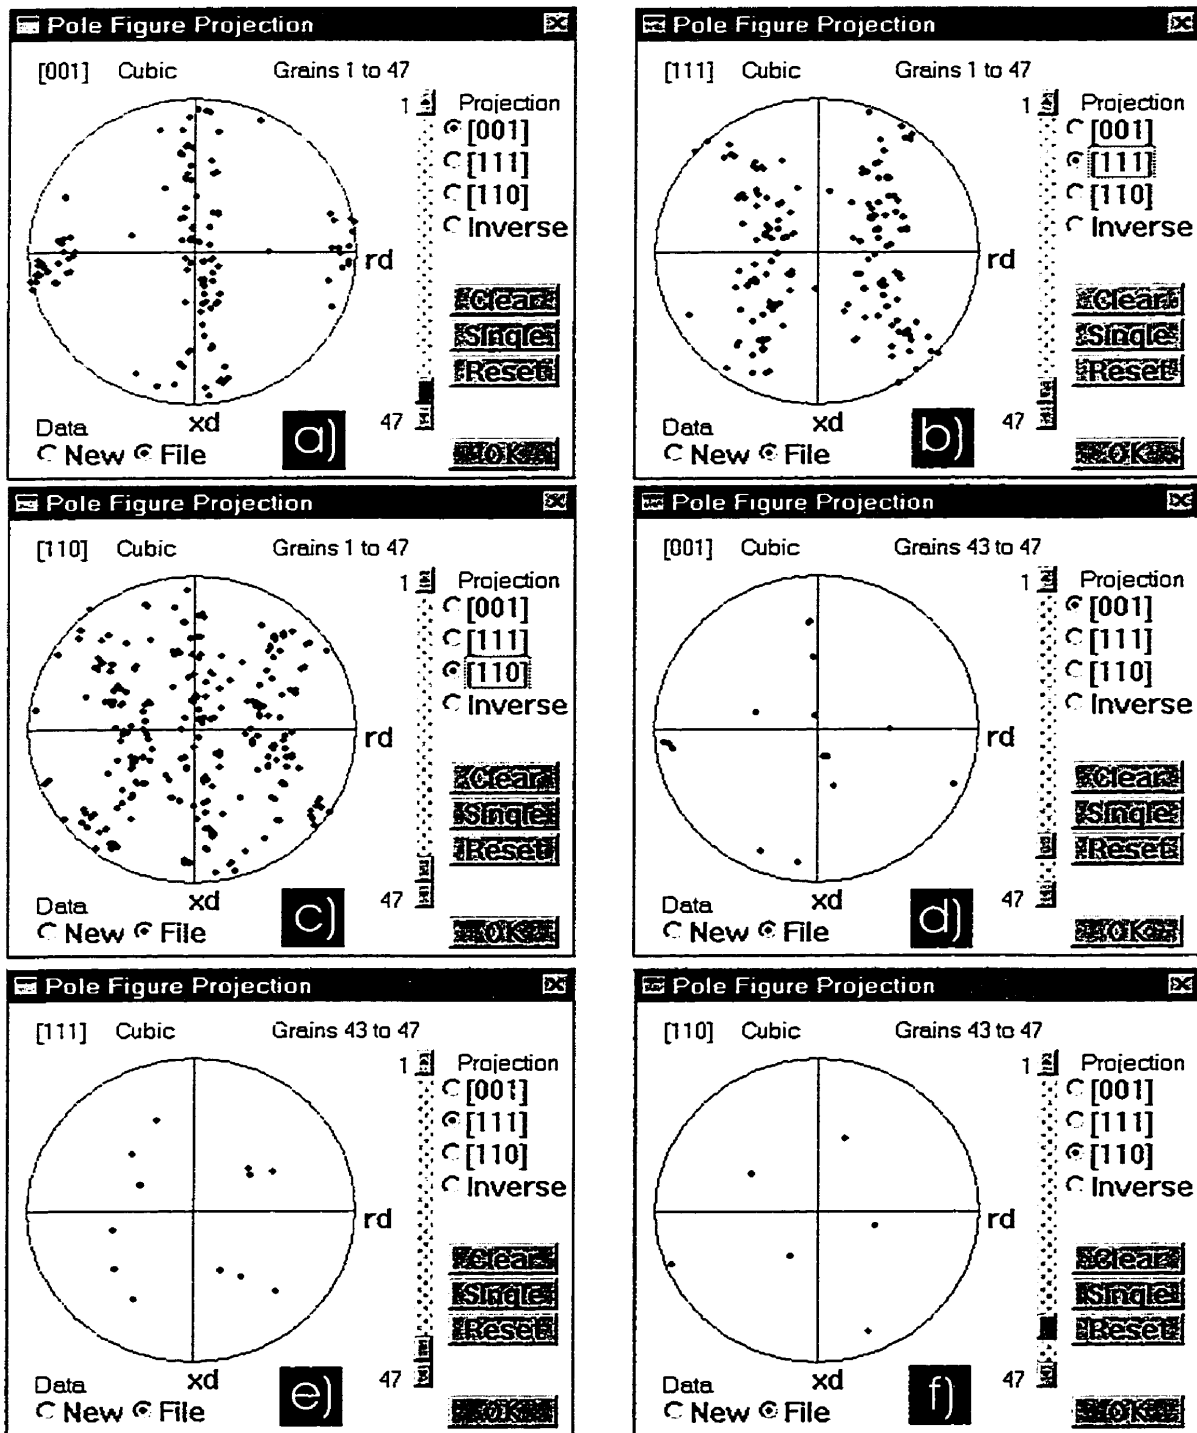 Pole Figure Projection
[001] Cubic Grains 1 to 47
1 Projection
[001]
[111]
[110]
Inverse
rd
Clear
Single
Reset
xd
47
Data
New File
OK
a)
Pole Figure Projection
[111] Cubic Grains 1 to 47
1 Projection
[001]
[111]
[110]
Inverse
rd
Clear
Single
Reset
xd
47
Data
New File
OK
b)
Pole Figure Projection
[110] Cubic Grains 1 to 47
1 Projection
[001]
[111]
[110]
Inverse
rd
Clear
Single
Reset
xd
47
Data
New File
OK
c)
Pole Figure Projection
[001] Cubic Grains 43 to 47
1 Projection
[001]
[111]
[110]
Inverse
rd
Clear
Single
Reset
xd
47
Data
New File
OK
d)
Pole Figure Projection
[111] Cubic Grains 43 to 47
1 Projection
[001]
[111]
[110]
Inverse
rd
Clear
Single
Reset
xd
47
Data
New File
OK
e)
Pole Figure Projection
[110] Cubic Grains 43 to 47
1 Projection
[001]
[111]
[110]
Inverse
rd
Clear
Single
Reset
xd
47
Data
New File
OK
f)